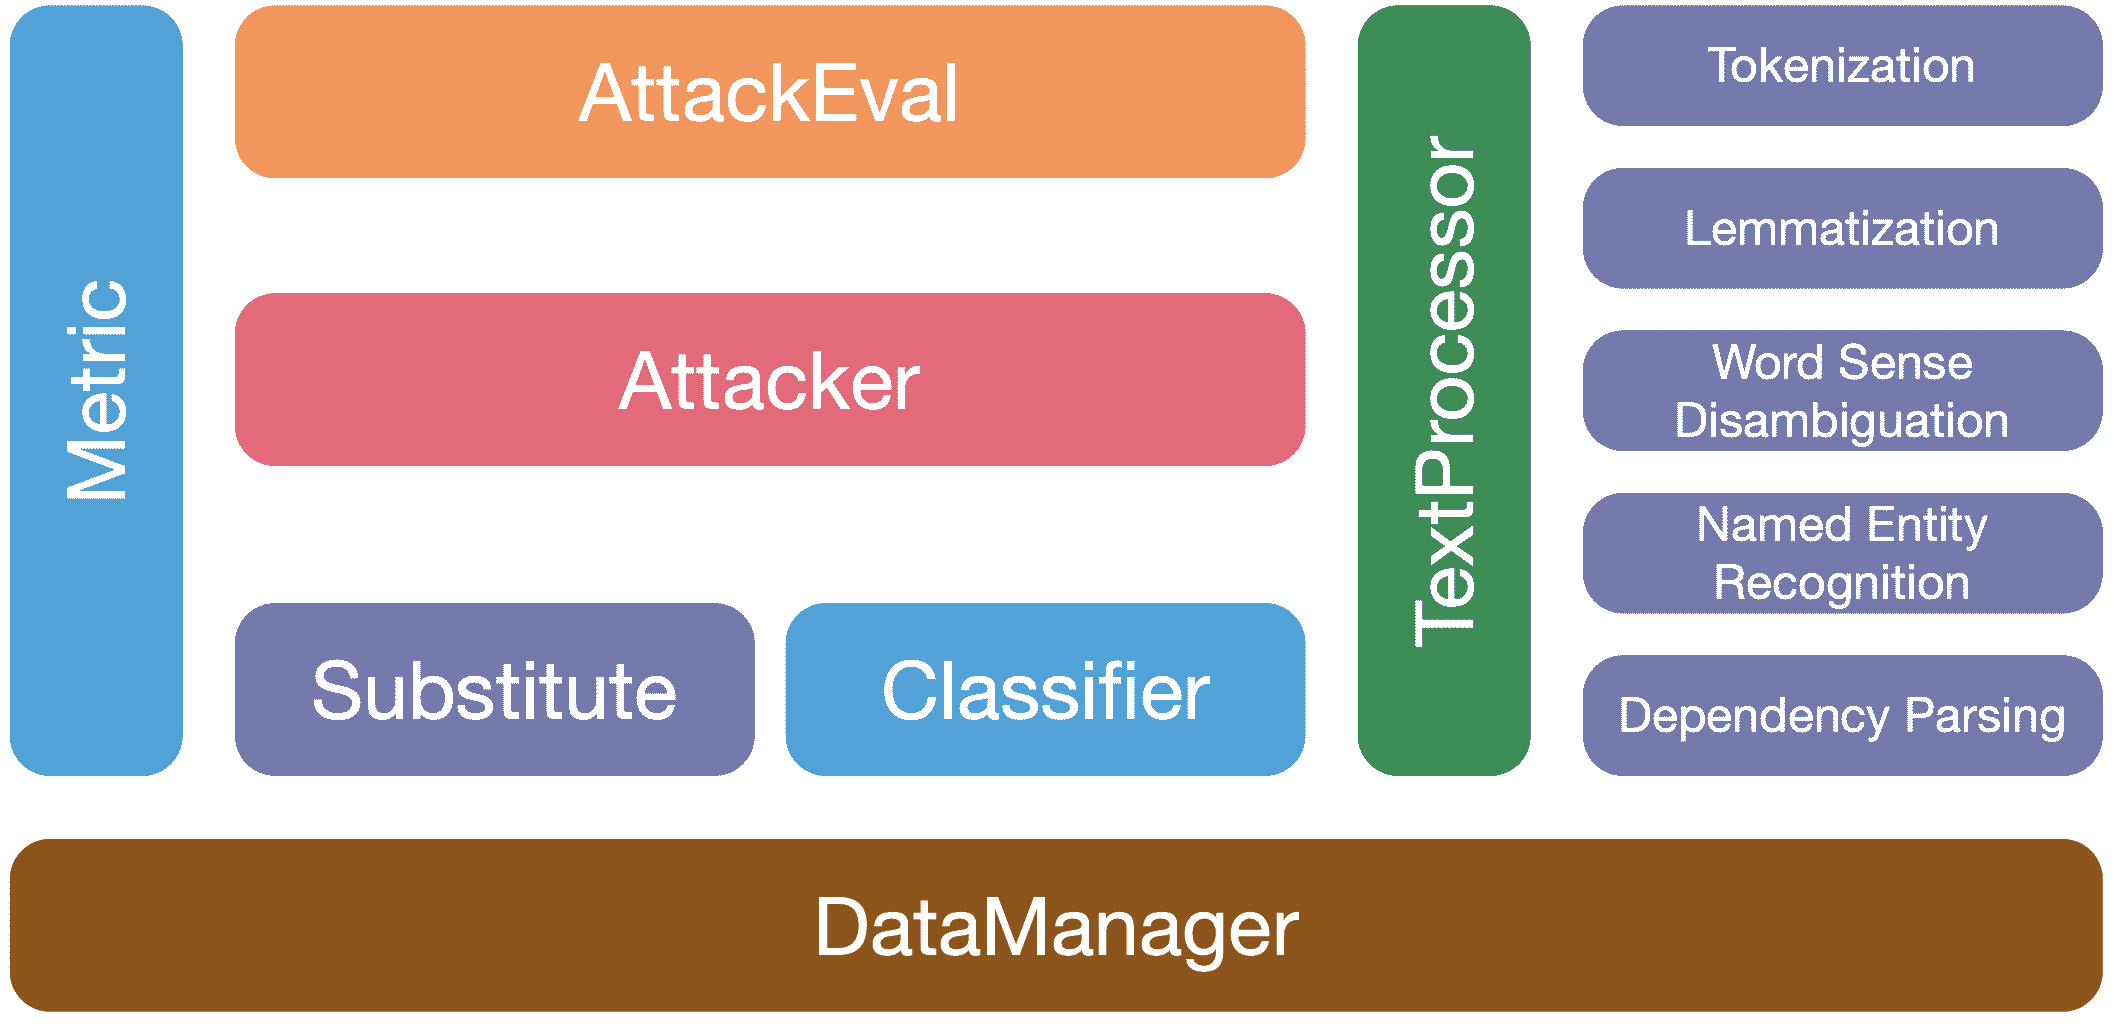 Metric
AttackEval
Attacker
Substitute
Classifier
TextProcessor
Tokenization
Lemmatization
Word Sense
Disambiguation
Named Entity
Recognition
Dependency Parsing
DataManager